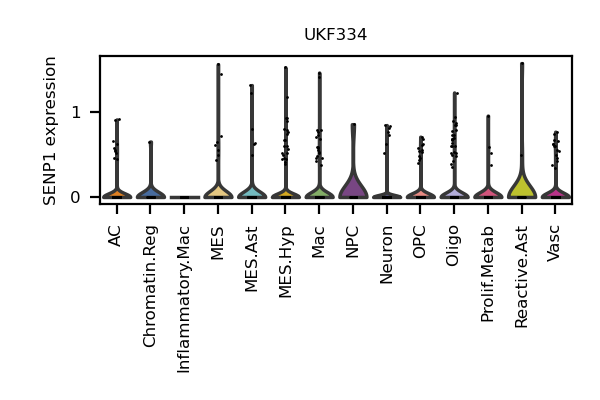 UKF334
SENP1 expression
1
0
AC
Chromatin.Reg
Inflammatory.Mac
MES
MES.Ast
MES.Hyp
Mac
NPC
Neuron
OPC
Oligo
Prolif.Metab
Reactive.Ast
Vasc